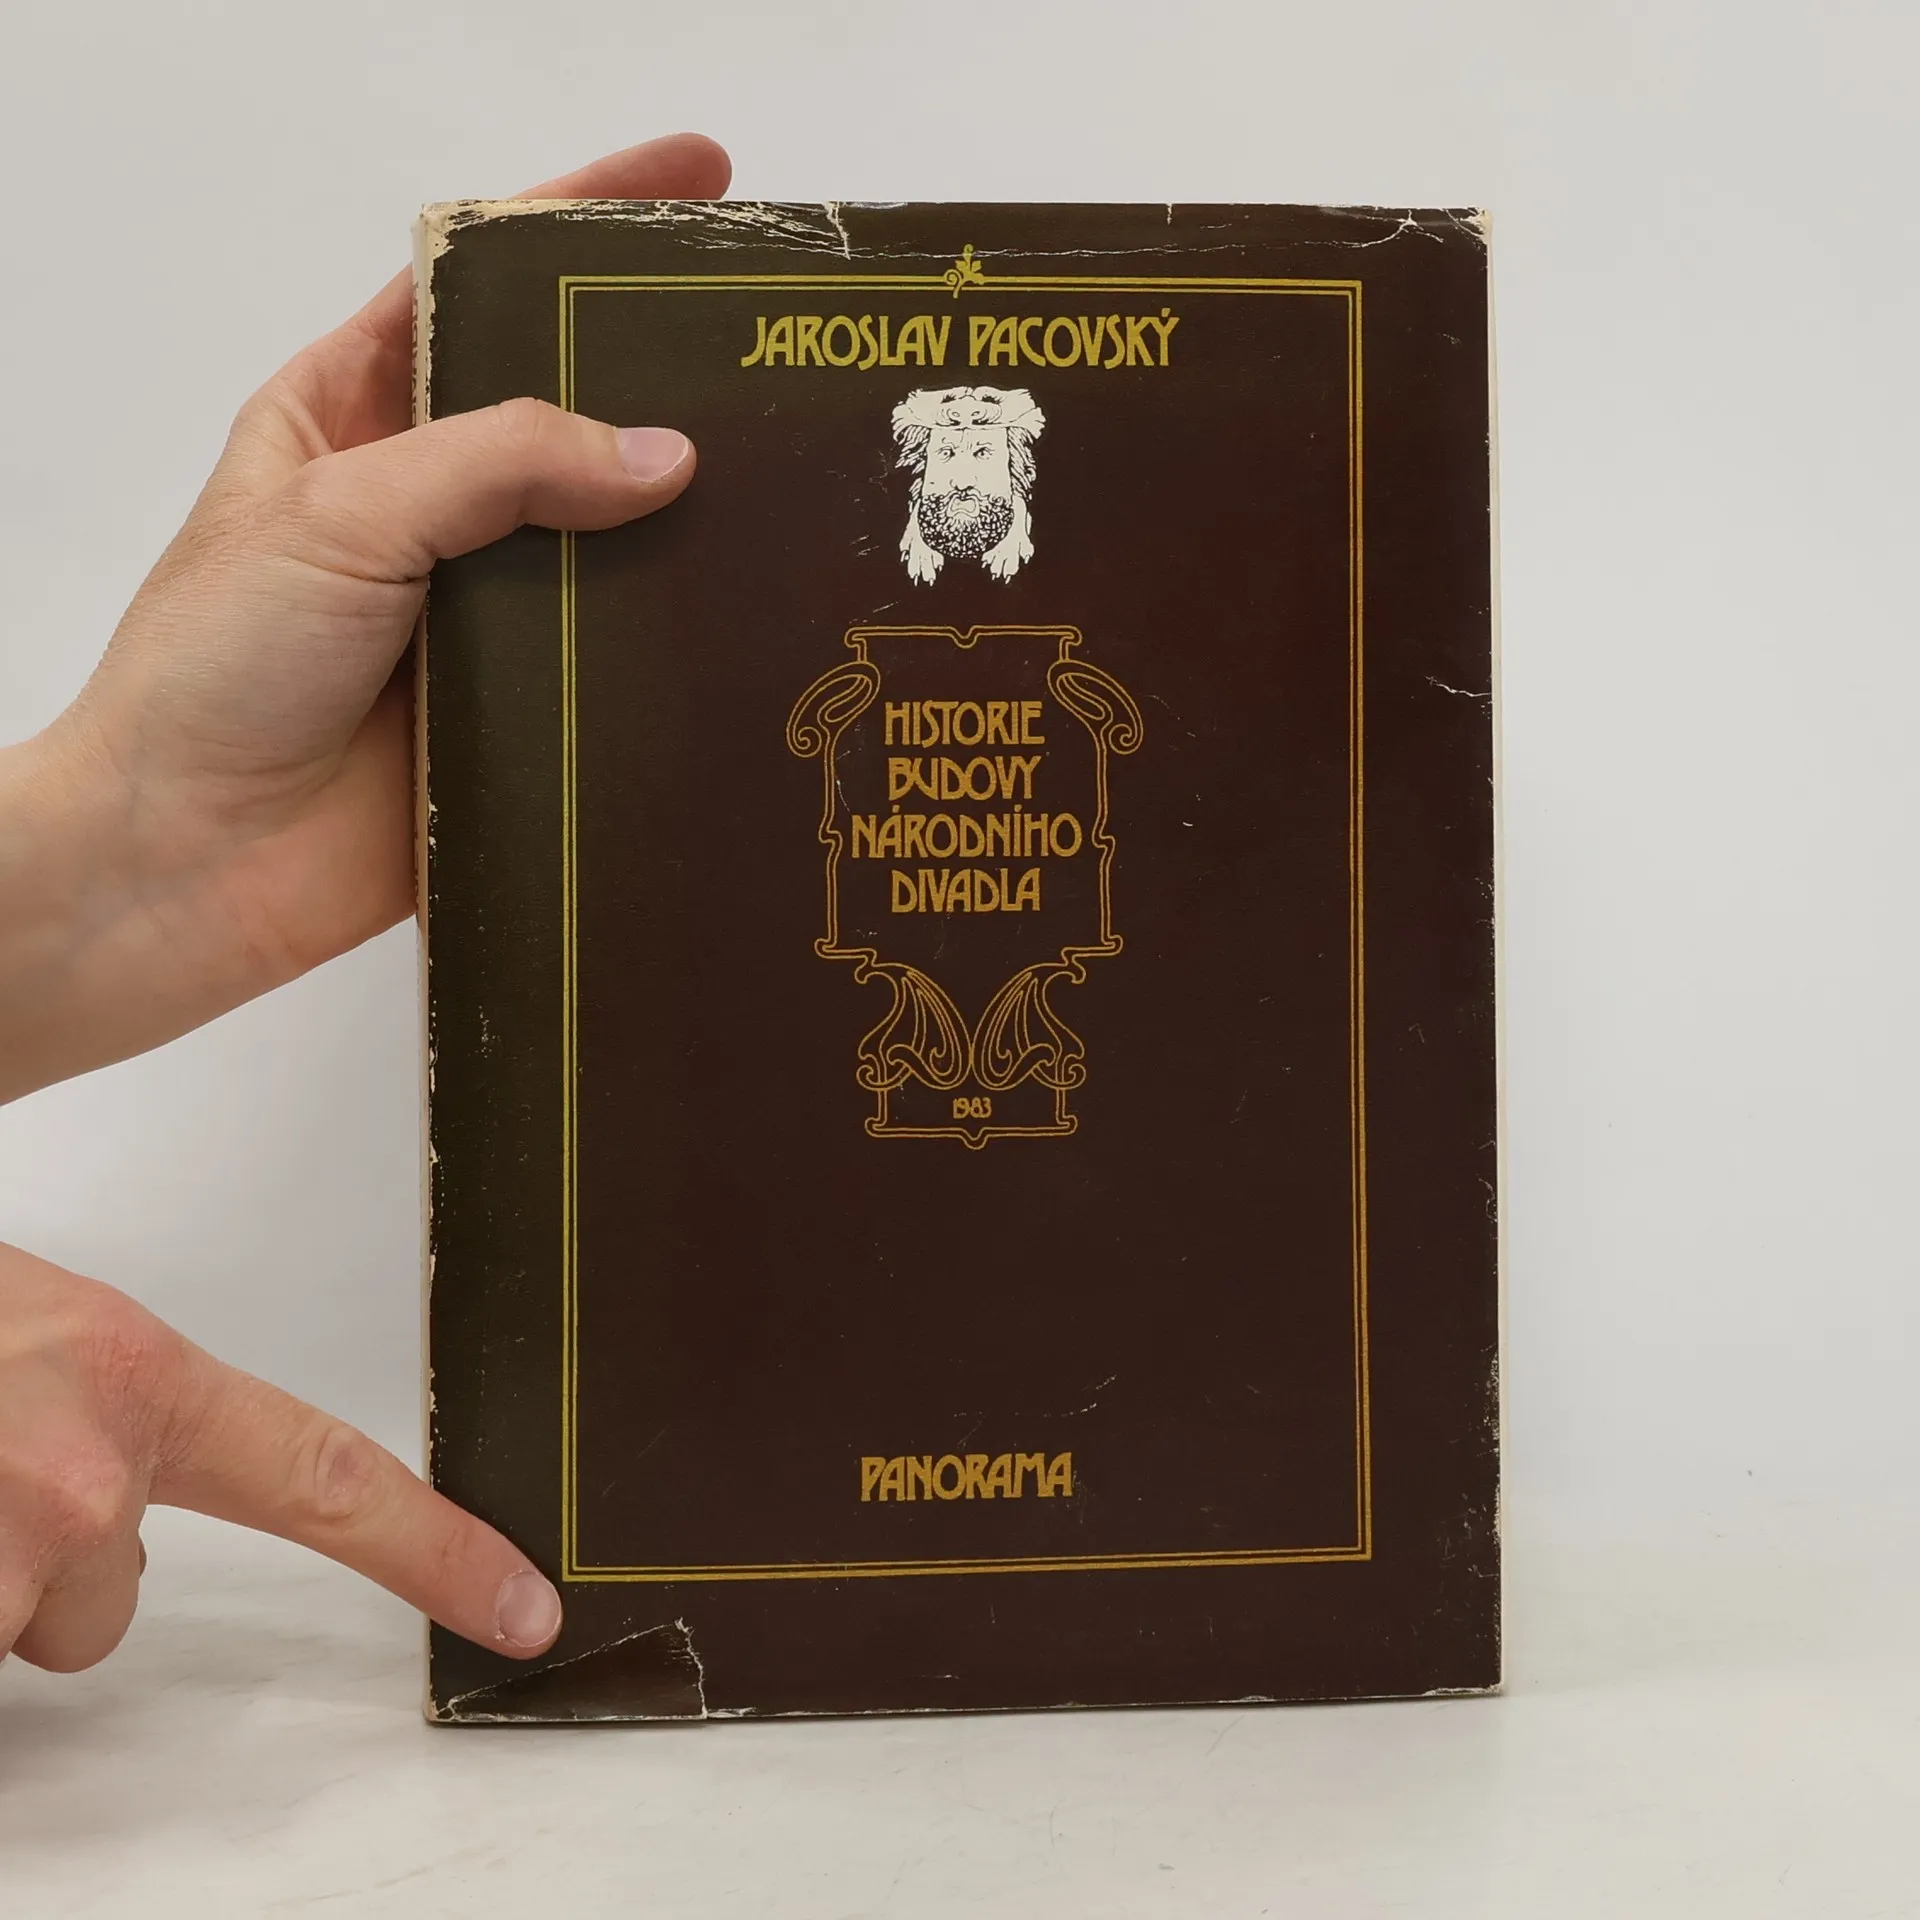 JAROSLAV PACOVSKÝ
HISTORIE
BUDOVY
NÁRODNÍHO
DIVADLA
1983
PANORAMA